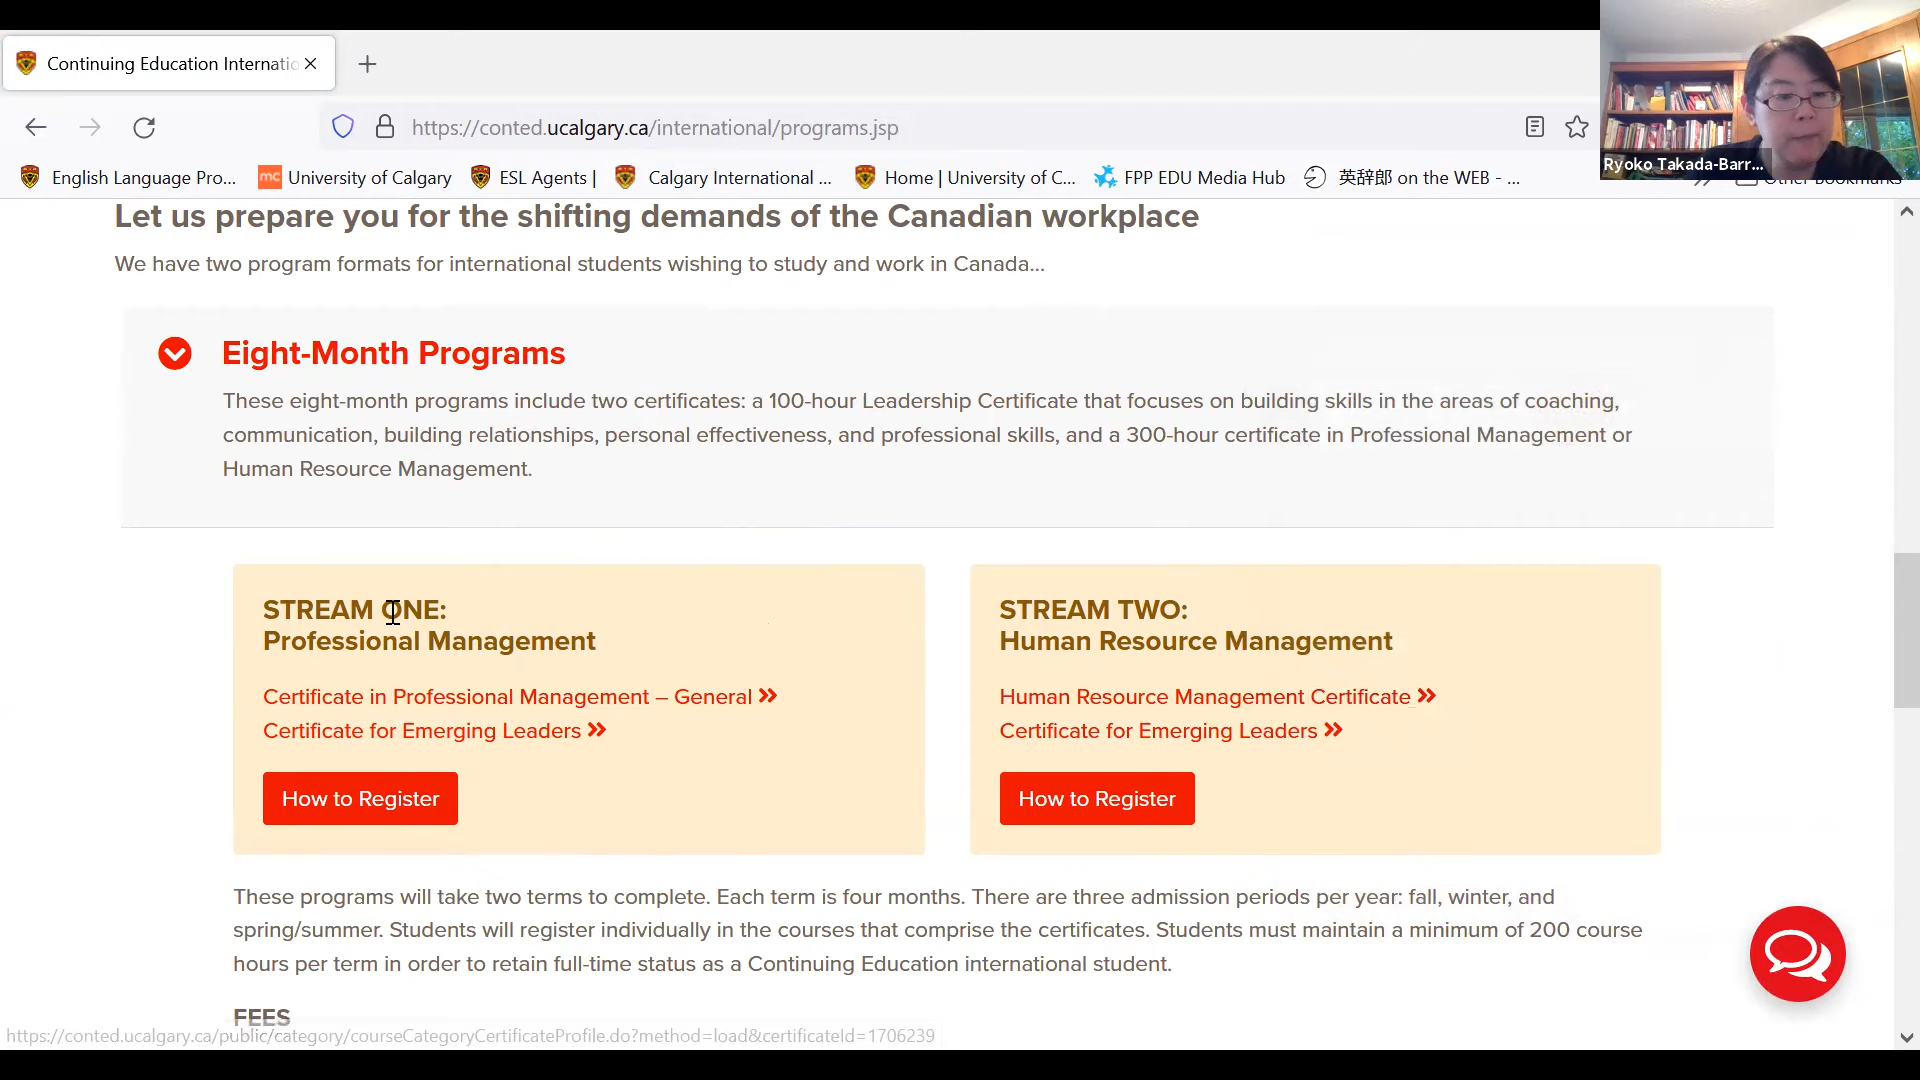 Continuing Education Internatio
https://conted.ucalgary.ca/international/programs.jsp
English Language Pro...
mc University of Calgary
ESL Agents |
Calgary International ...
Home | University of C...
FPP EDU Media Hub
英辞郎 on the WEB - ...
Other Bookmarks
Ryoko Takada-Barr...
Let us prepare you for the shifting demands of the Canadian workplace
We have two program formats for international students wishing to study and work in Canada...
Eight-Month Programs
These eight-month programs include two certificates: a 100-hour Leadership Certificate that focuses on building skills in the areas of coaching,
communication, building relationships, personal effectiveness, and professional skills, and a 300-hour certificate in Professional Management or
Human Resource Management.
STREAM ONE:
Professional Management
Certificate in Professional Management – General
Certificate for Emerging Leaders
How to Register
STREAM TWO:
Human Resource Management
Human Resource Management Certificate
Certificate for Emerging Leaders
How to Register
These programs will take two terms to complete. Each term is four months. There are three admission periods per year: fall, winter, and
spring/summer. Students will register individually in the courses that comprise the certificates. Students must maintain a minimum of 200 course
hours per term in order to retain full-time status as a Continuing Education international student.
FEES
https://conted.ucalgary.ca/public/category/courseCategoryCertificateProfile.do?method=load&certificateId=1706239